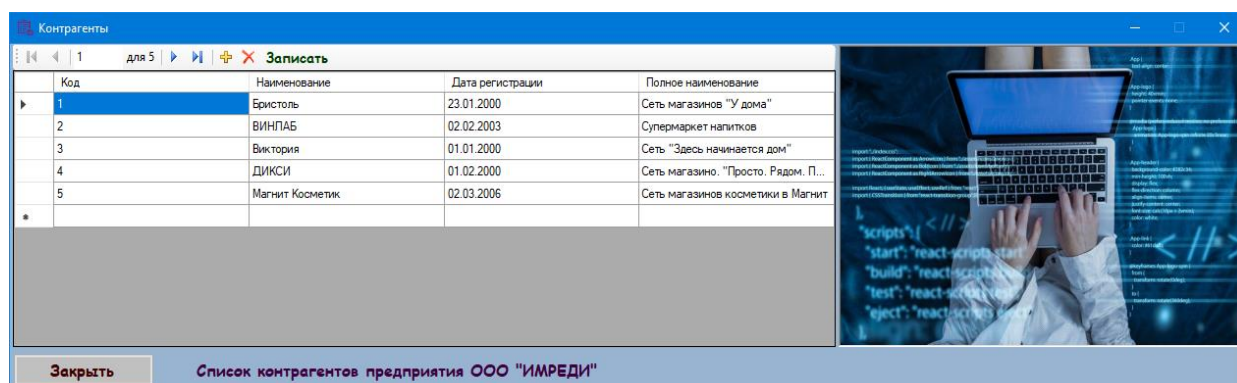 Контрагенты
1 для 5 Записать
Код Наименование Дата регистрации Полное наименование
1 Бристоль 23.01.2000 Сеть магазинов "У дома"
2 ВИНЛАБ 02.02.2003 Супермаркет напитков
3 Виктория 01.01.2000 Сеть "Здесь начинается дом"
4 ДИКСИ 01.02.2000 Сеть магазино. "Просто. Рядом. П...
5 Магнит Косметик 02.03.2006 Сеть магазинов косметики в Магнит
"scripts": {
"start": "react-scripts start"
"build": "react-scripts
"test": "react-
"eject": "react-scripts eject"
Закрыть Список контрагентов предприятия ООО "ИМРЕДИ"